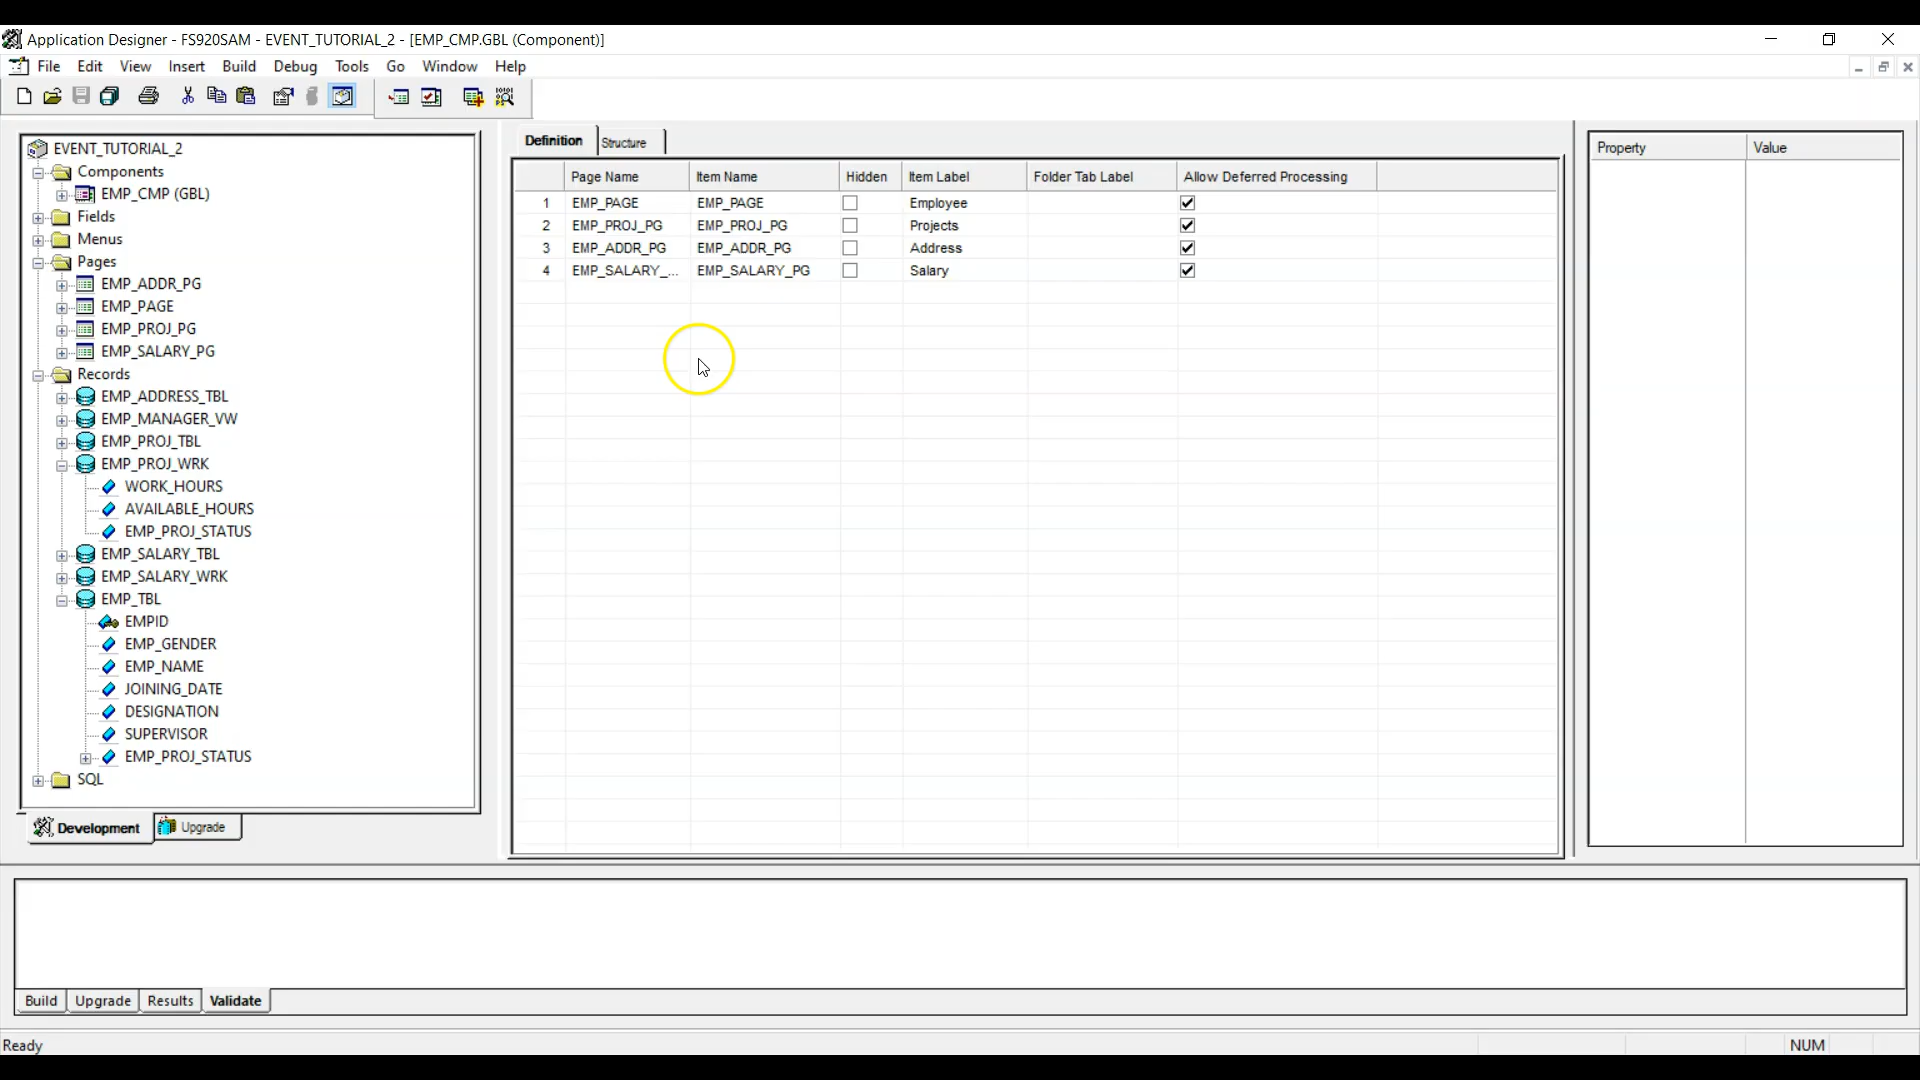 Application Designer - FS920SAM - EVENT_TUTORIAL_2 - [EMP_CMP.GBL (Component)]
File Edit View Insert Build Debug Tools Go Window Help
EVENT_TUTORIAL_2
Components
EMP_CMP (GBL)
Fields
Menus
Pages
EMP_ADDR_PG
EMP_PAGE
EMP_PROJ_PG
EMP_SALARY_PG
Records
EMP_ADDRESS_TBL
EMP_MANAGER_VW
EMP_PROJ_TBL
EMP_PROJ_WRK
WORK_HOURS
AVAILABLE_HOURS
EMP_PROJ_STATUS
EMP_SALARY_TBL
EMP_SALARY_WRK
EMP_TBL
EMPID
EMP_GENDER
EMP_NAME
JOINING_DATE
DESIGNATION
SUPERVISOR
EMP_PROJ_STATUS
SQL
Development Upgrade
Definition Structure
Page Name Item Name Hidden Item Label Folder Tab Label Allow Deferred Processing
1 EMP_PAGE EMP_PAGE Employee
2 EMP_PROJ_PG EMP_PROJ_PG Projects
3 EMP_ADDR_PG EMP_ADDR_PG Address
4 EMP_SALARY_... EMP_SALARY_PG Salary
Property Value
Build Upgrade Results Validate
Ready NUM